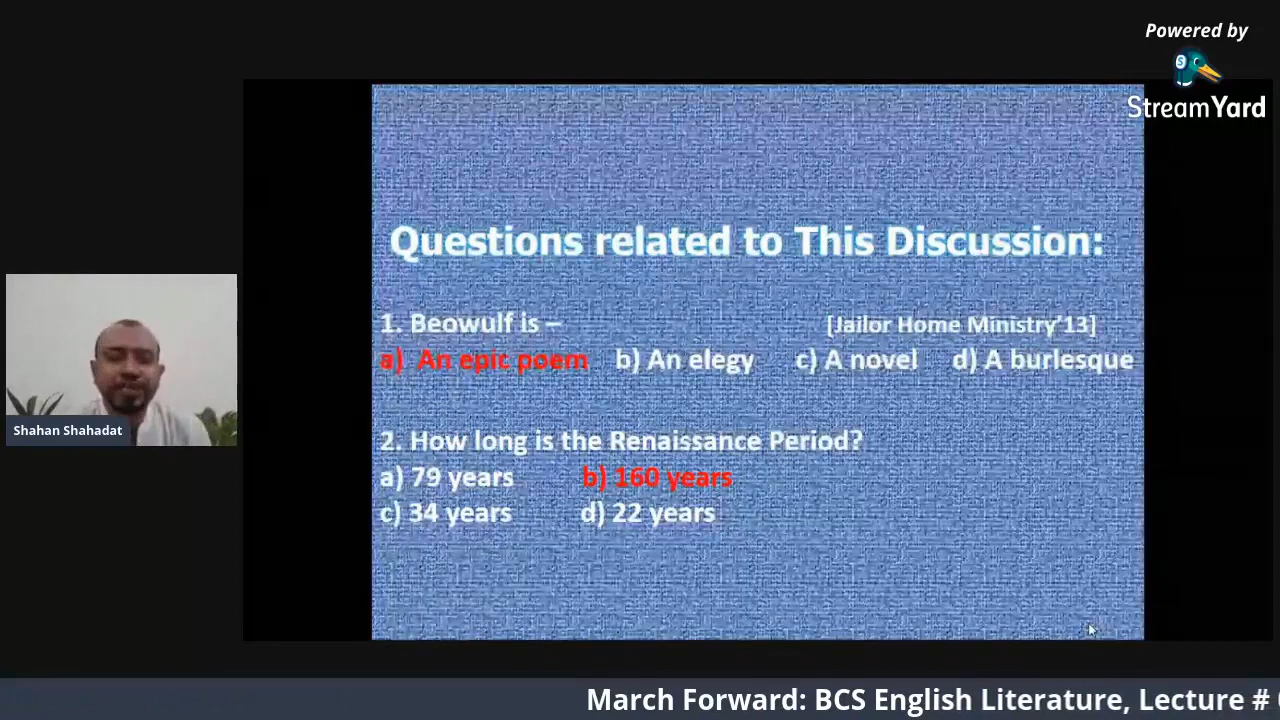 Powered by
StreamYard
Questions related to This Discussion:
1. Beowulf is – [Jailor Home Ministry'13]
a) An epic poem b) An elegy c) A novel d) A burlesque
2. How long is the Renaissance Period?
a) 79 years b) 160 years
c) 34 years d) 22 years
Shahan Shahadat
March Forward: BCS English Literature, Lecture #